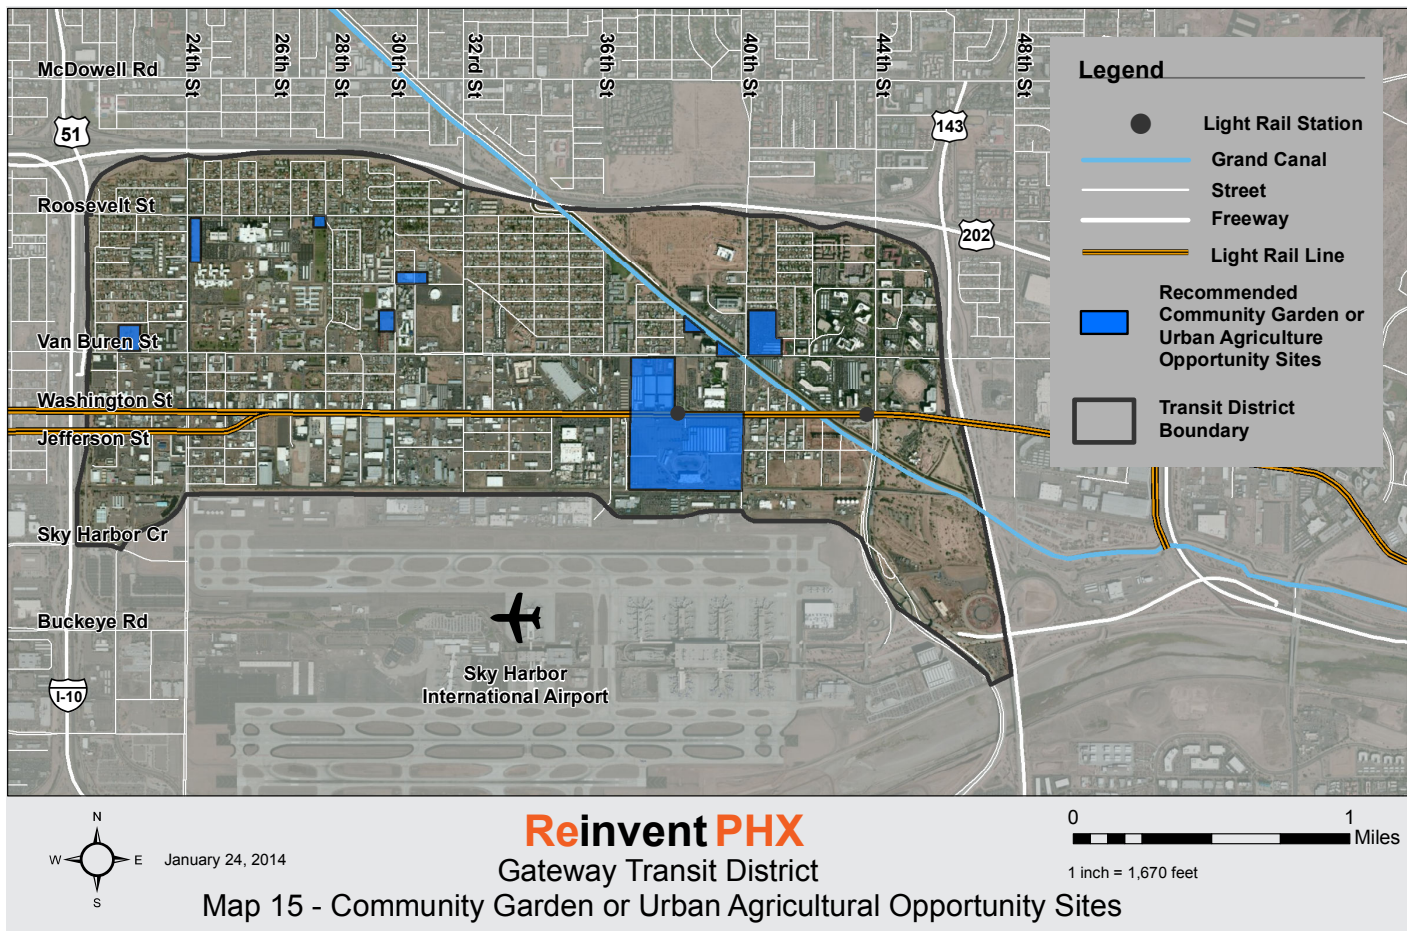 24th St
26th St
28th St
30th St
32rd St
36th St
40th St
44th St
48th St
McDowell Rd
51
143
Roosevelt St
202
Van Buren St
Washington St
Jefferson St
Sky Harbor Cr
Buckeye Rd
I-10
Sky Harbor
International Airport
Legend
Light Rail Station
Grand Canal
Street
Freeway
Light Rail Line
Recommended
Community Garden or
Urban Agriculture
Opportunity Sites
Transit District
Boundary
N
W
E
S
January 24, 2014
Reinvent PHX
Gateway Transit District
Map 15 - Community Garden or Urban Agricultural Opportunity Sites
0 1
Miles
1 inch = 1,670 feet